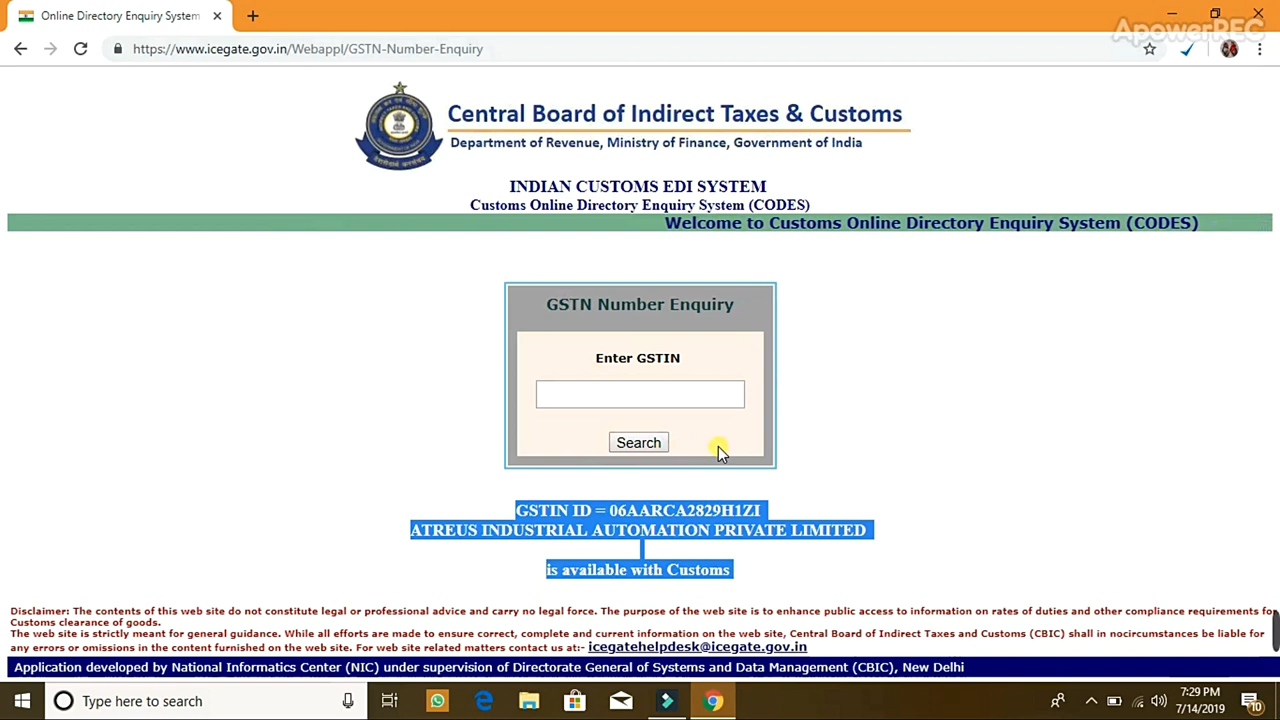 Online Directory Enquiry System
ApowerREC
https://www.icegate.gov.in/Webappl/GSTN-Number-Enquiry
Central Board of Indirect Taxes & Customs
Department of Revenue, Ministry of Finance, Government of India
INDIAN CUSTOMS EDI SYSTEM
Customs Online Directory Enquiry System (CODES)
Welcome to Customs Online Directory Enquiry System (CODES)
GSTN Number Enquiry
Enter GSTIN
Search
GSTIN ID = 06AARCA2829H1ZI
ATREUS INDUSTRIAL AUTOMATION PRIVATE LIMITED
is available with Customs
Disclaimer: The contents of this web site do not constitute legal or professional advice and carry no legal force. The purpose of the web site is to enhance public access to information on rates of duties and other compliance requirements for
Customs clearance of goods.
The web site is strictly meant for general guidance. While all efforts are made to ensure correct, complete and current information on the web site, Central Board of Indirect Taxes and Customs (CBIC) shall in nocircumstances be liable for
any errors or omissions in the content furnished on the web site. For web site related matters contact us at:- icegatehelpdesk@icegate.gov.in
Application developed by National Informatics Center (NIC) under supervision of Directorate General of Systems and Data Management (CBIC), New Delhi
Type here to search
7:29 PM
7/14/2019
10